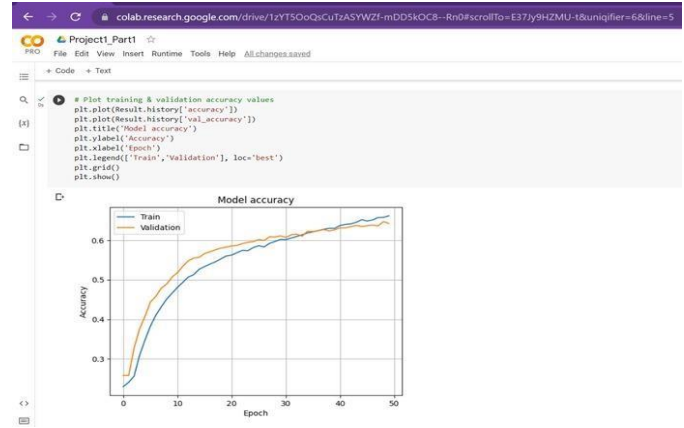 colab.research.google.com/drive/1zYT5OoQsCuTzASYWZf-mDD5kOC8--Rn0#scrollTo=E37Jy9HZMU-t&uniqifier=6&line=5
CO
PRO
Project1_Part1
File Edit View Insert Runtime Tools Help All changes saved
+ Code + Text
{x}
# Plot training & validation accuracy values
plt.plot(Result.history['accuracy'])
plt.plot(Result.history['val_accuracy'])
plt.title('Model accuracy')
plt.ylabel('Accuracy')
plt.xlabel('Epoch')
plt.legend(['Train','Validation'], loc='best')
plt.grid()
plt.show()
Model accuracy
Train
Validation
0.6
0.5
0.4
0.3
Accuracy
0 10 20 30 40 50
Epoch